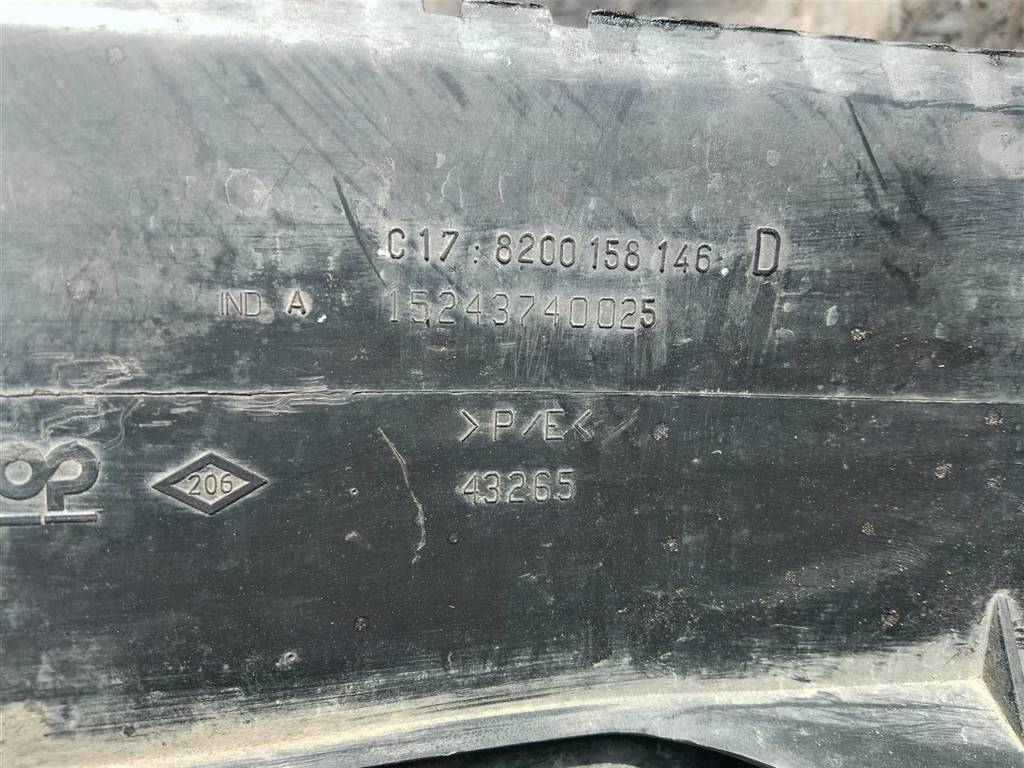 C17 : 8200 158 146 D
IND A 15243740025
>P/E</
206
43265